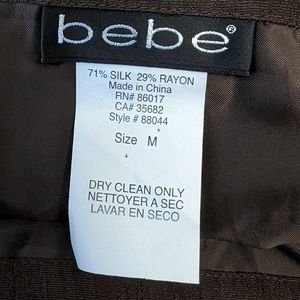 bebe®
71% SILK 29% RAYON
Made in China
RN# 86017
CA# 35682
Style # 88044
Size M
DRY CLEAN ONLY
NETTOYER A SEC
LAVAR EN SECO